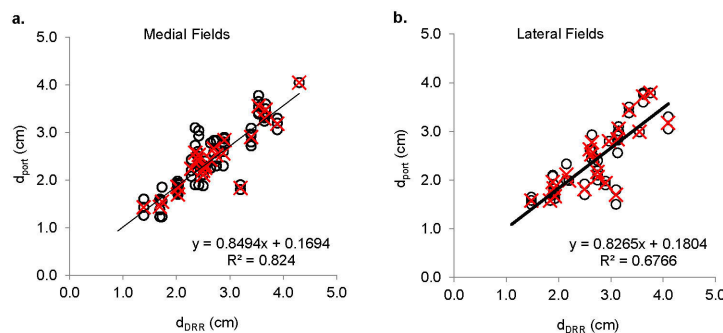 a.
Medial Fields
5.0
4.0
3.0
2.0
1.0
0.0
d_port (cm)
y = 0.8494x + 0.1694
R² = 0.824
0.0 1.0 2.0 3.0 4.0 5.0
d_DRR (cm)
b.
Lateral Fields
5.0
4.0
3.0
2.0
1.0
0.0
d_port (cm)
y = 0.8265x + 0.1804
R² = 0.6766
0.0 1.0 2.0 3.0 4.0 5.0
d_DRR (cm)